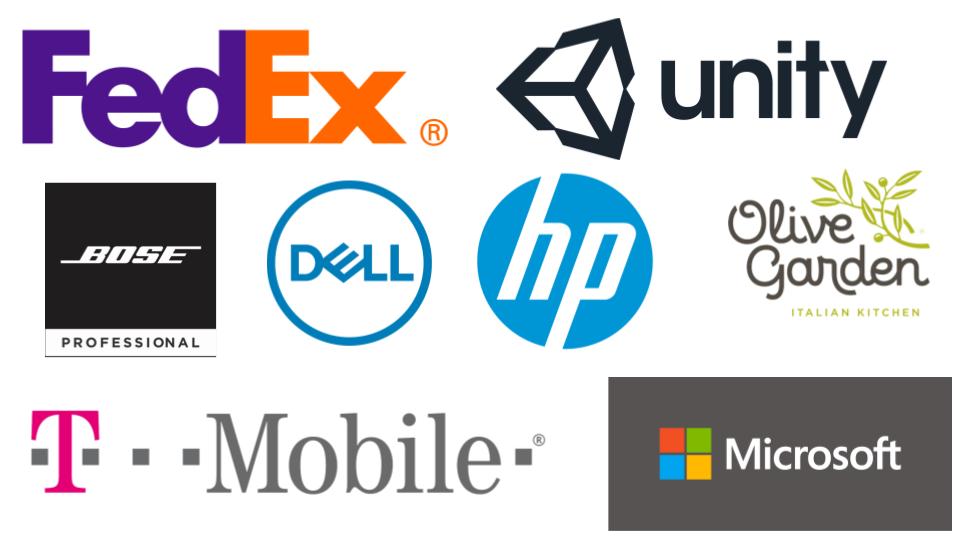 FedEx®
unity
BOSE
PROFESSIONAL
DELL
hp
Olive
Garden
ITALIAN KITCHEN
T··Mobile·®
Microsoft